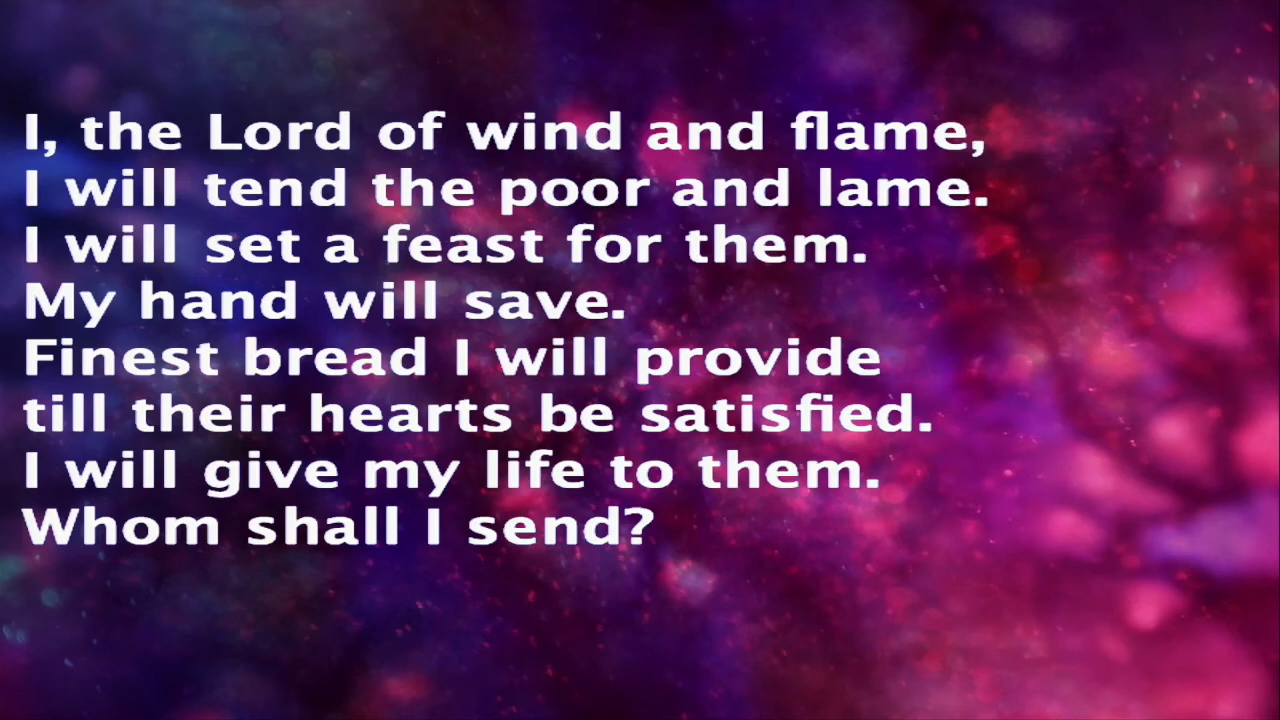 I, the Lord of wind and flame,
I will tend the poor and lame.
I will set a feast for them.
My hand will save.
Finest bread I will provide
till their hearts be satisfied.
I will give my life to them.
Whom shall I send?